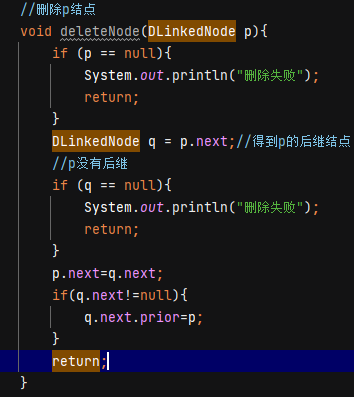 //删除p结点
void deleteNode(DLinkedNode p){
if (p == null){
System.out.println("删除失败");
return;
}
DLinkedNode q = p.next;//得到p的后继结点
//p没有后继
if (q == null){
System.out.println("删除失败");
return;
}
p.next=q.next;
if(q.next!=null){
q.next.prior=p;
}
return;
}